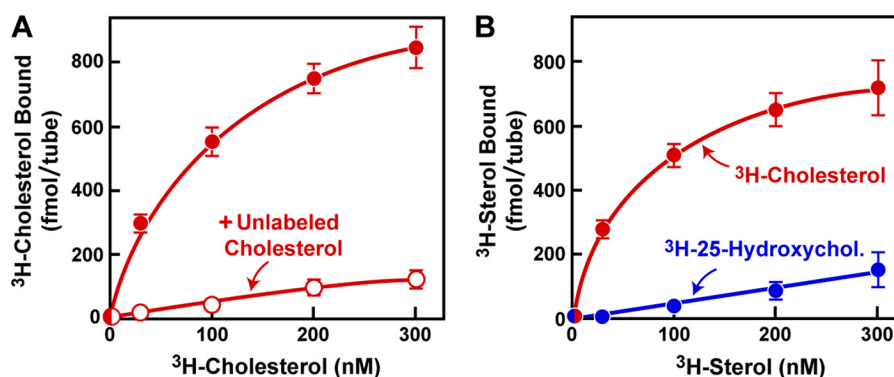 A
³H-Cholesterol Bound
(fmol/tube)
800
600
400
200
0
+ Unlabeled
Cholesterol
0
100
200
300
³H-Cholesterol (nM)
B
³H-Sterol Bound
(fmol/tube)
800
600
400
200
0
³H-Cholesterol
³H-25-Hydroxychol.
0
100
200
300
³H-Sterol (nM)